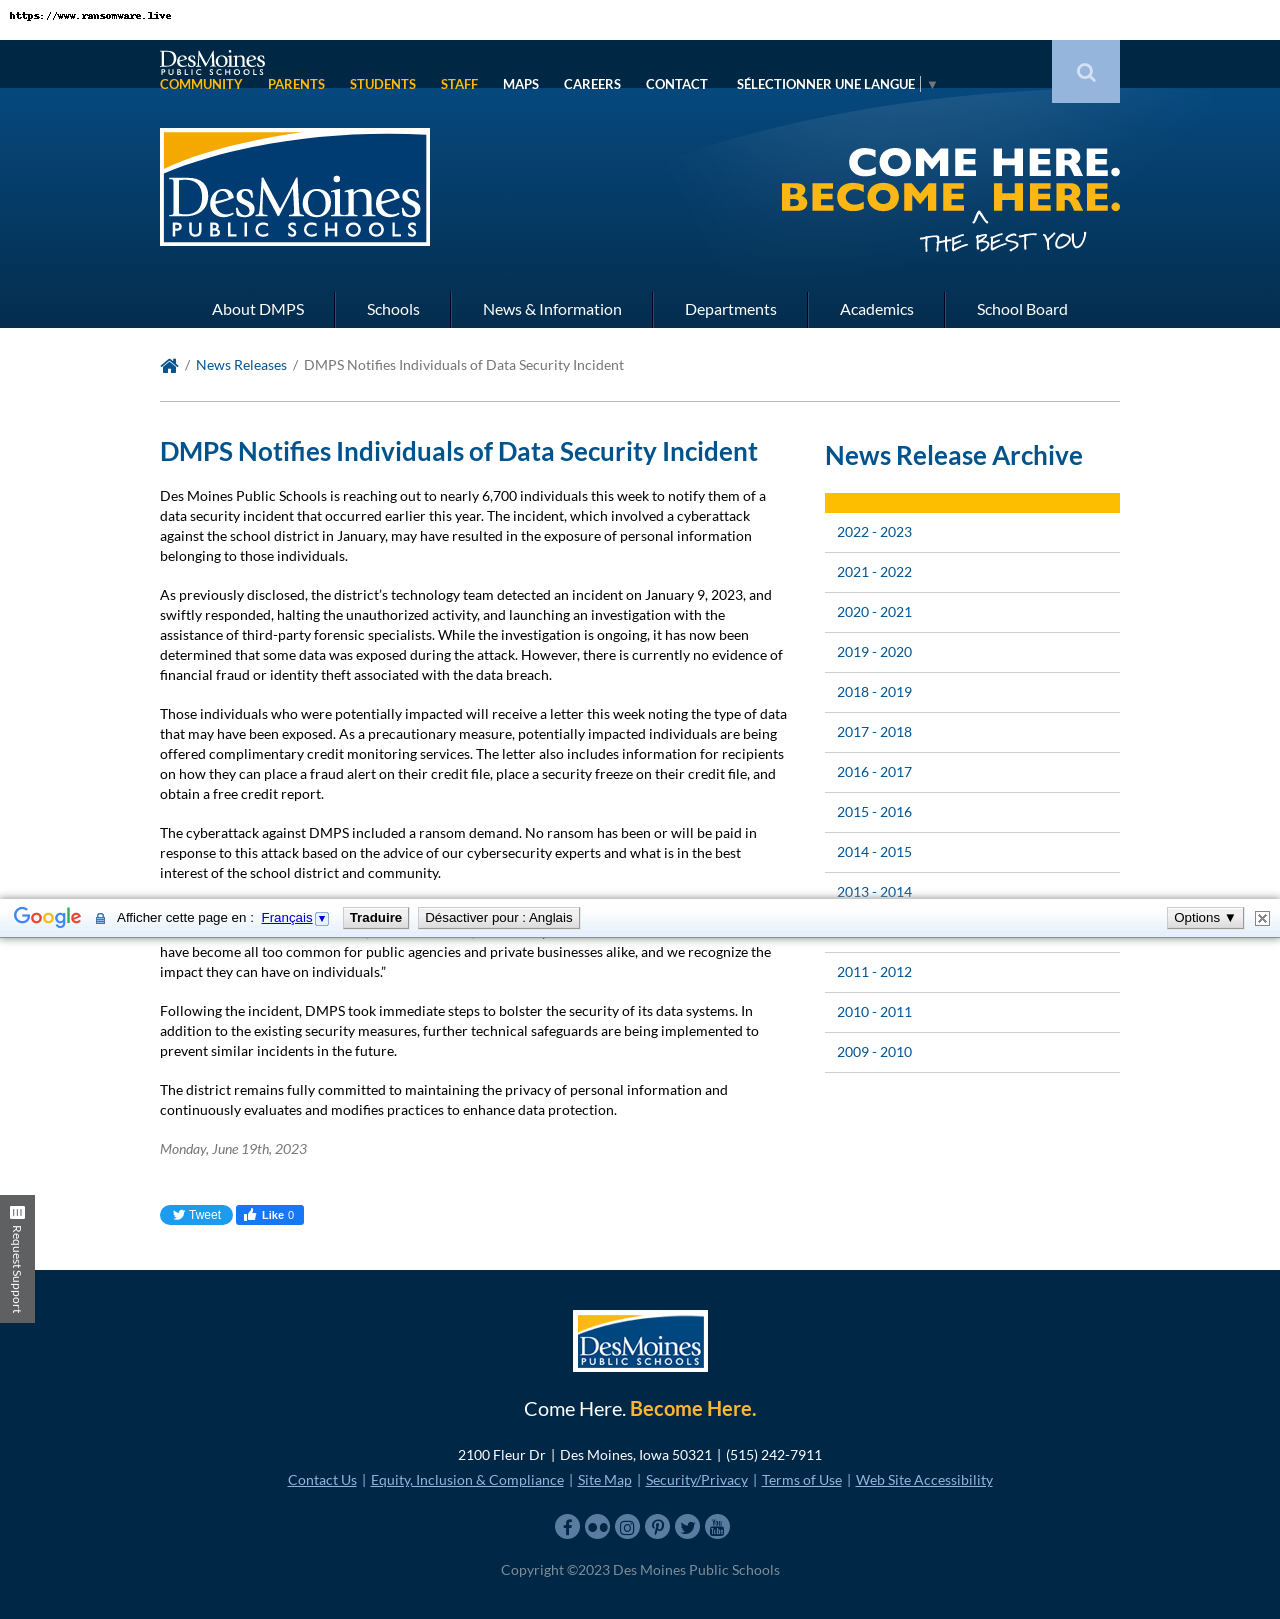 https://www.ransomware.live
DesMoines
PUBLIC SCHOOLS
COMMUNITY PARENTS STUDENTS STAFF MAPS CAREERS CONTACT SÉLECTIONNER UNE LANGUE ▼
DesMoines
PUBLIC SCHOOLS
COME HERE.
BECOME ^ HERE.
THE BEST YOU
About DMPS Schools News & Information Departments Academics School Board
/ News Releases / DMPS Notifies Individuals of Data Security Incident
DMPS Notifies Individuals of Data Security Incident
Des Moines Public Schools is reaching out to nearly 6,700 individuals this week to notify them of a
data security incident that occurred earlier this year. The incident, which involved a cyberattack
against the school district in January, may have resulted in the exposure of personal information
belonging to those individuals.
As previously disclosed, the district’s technology team detected an incident on January 9, 2023, and
swiftly responded, halting the unauthorized activity, and launching an investigation with the
assistance of third-party forensic specialists. While the investigation is ongoing, it has now been
determined that some data was exposed during the attack. However, there is currently no evidence of
financial fraud or identity theft associated with the data breach.
Those individuals who were potentially impacted will receive a letter this week noting the type of data
that may have been exposed. As a precautionary measure, potentially impacted individuals are being
offered complimentary credit monitoring services. The letter also includes information for recipients
on how they can place a fraud alert on their credit file, place a security freeze on their credit file, and
obtain a free credit report.
The cyberattack against DMPS included a ransom demand. No ransom has been or will be paid in
response to this attack based on the advice of our cybersecurity experts and what is in the best
interest of the school district and community.
Google Afficher cette page en : Français ▼ Traduire Désactiver pour : Anglais Options ▼
have become all too common for public agencies and private businesses alike, and we recognize the
impact they can have on individuals.”
Following the incident, DMPS took immediate steps to bolster the security of its data systems. In
addition to the existing security measures, further technical safeguards are being implemented to
prevent similar incidents in the future.
The district remains fully committed to maintaining the privacy of personal information and
continuously evaluates and modifies practices to enhance data protection.
Monday, June 19th, 2023
Tweet Like 0
News Release Archive
2022 - 2023
2021 - 2022
2020 - 2021
2019 - 2020
2018 - 2019
2017 - 2018
2016 - 2017
2015 - 2016
2014 - 2015
2013 - 2014
2011 - 2012
2010 - 2011
2009 - 2010
Request Support
DesMoines
PUBLIC SCHOOLS
Come Here. Become Here.
2100 Fleur Dr | Des Moines, Iowa 50321 | (515) 242-7911
Contact Us | Equity, Inclusion & Compliance | Site Map | Security/Privacy | Terms of Use | Web Site Accessibility
You Tube
Copyright ©2023 Des Moines Public Schools